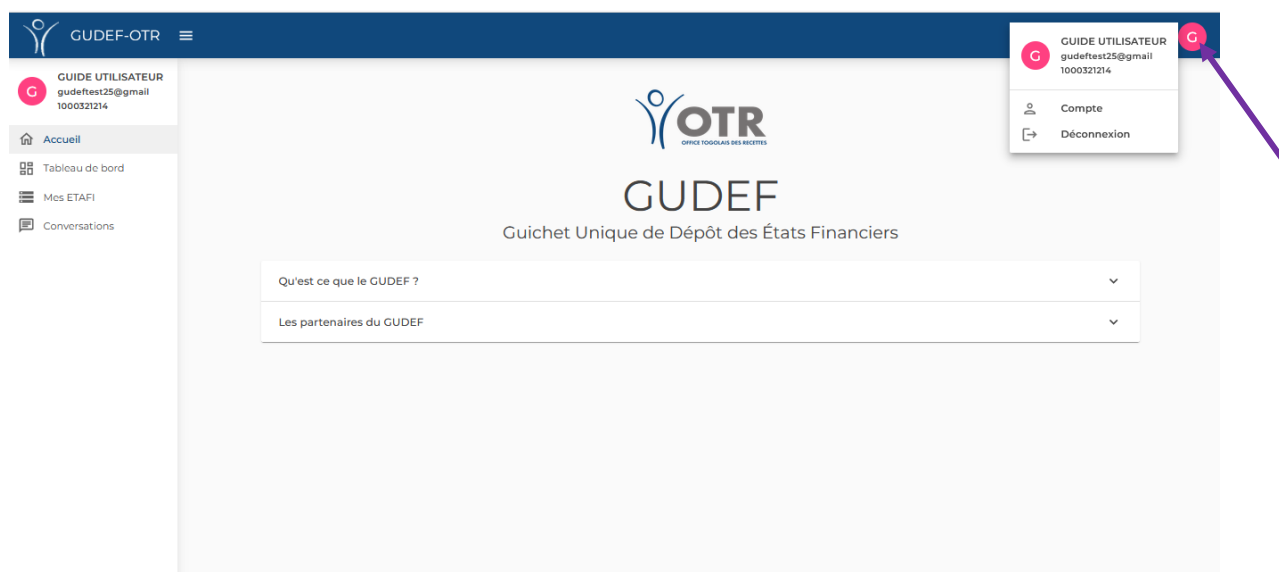 GUDEF-OTR
G
GUIDE UTILISATEUR
gudeftest25@gmail
1000321214
Accueil
Tableau de bord
Mes ETAFI
Conversations
OTR
OFFICE TOGOLAIS DES RECETTES
GUDEF
Guichet Unique de Dépôt des États Financiers
Qu'est ce que le GUDEF ?
Les partenaires du GUDEF
G
GUIDE UTILISATEUR
gudeftest25@gmail
1000321214
Compte
Déconnexion
G